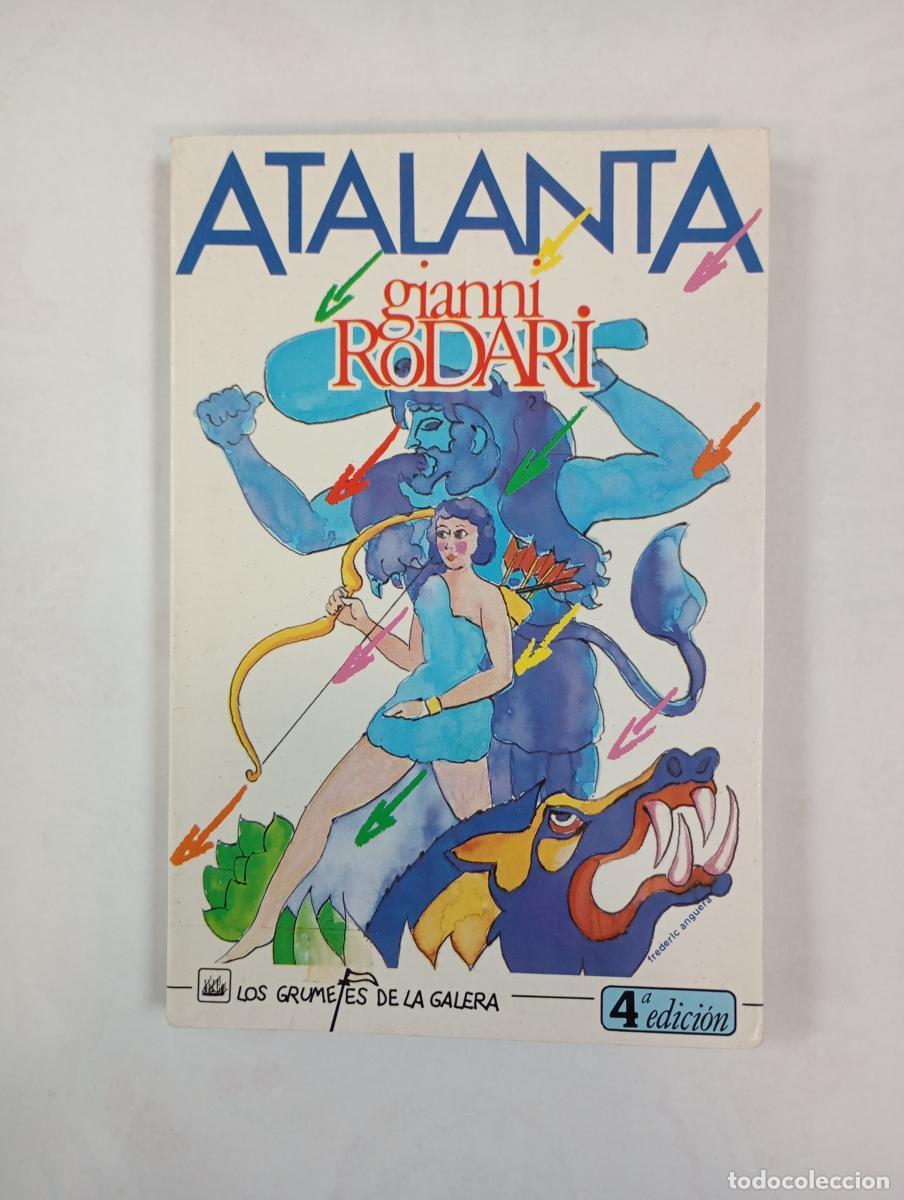 ATALANTA
gianni
RODARI
frederic anguera
LOS GRUMETES DE LA GALERA
4ª edición
todocoleccion